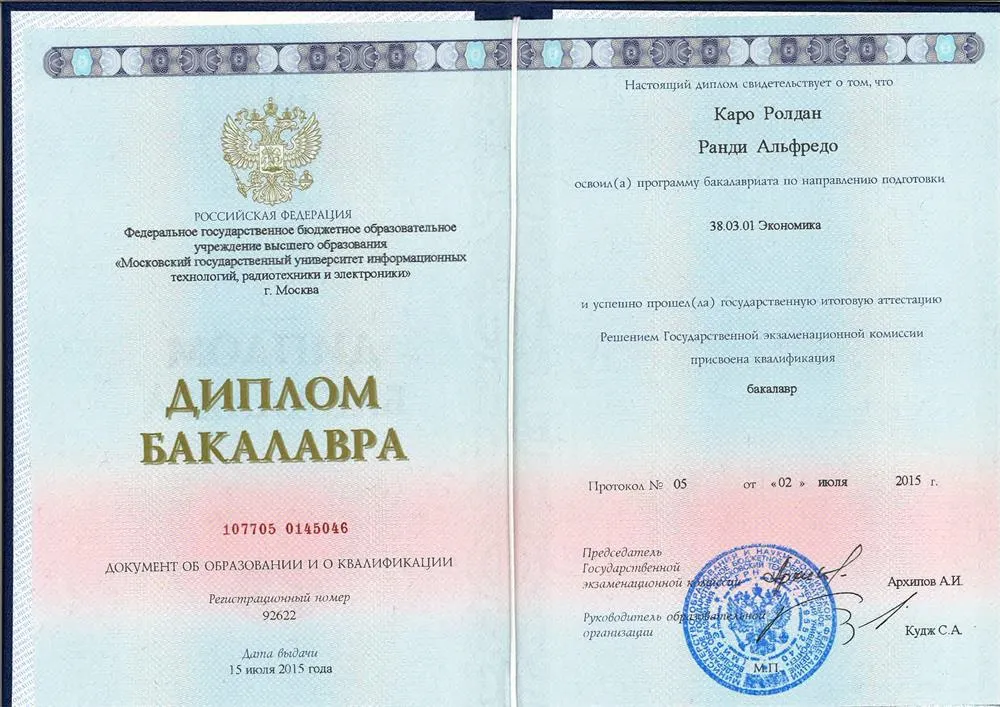 РОССИЙСКАЯ ФЕДЕРАЦИЯ
Федеральное государственное бюджетное образовательное
учреждение высшего образования
«Московский государственный университет информационных
технологий, радиотехники и электроники»
г. Москва
ДИПЛОМ
БАКАЛАВРА
107705 0145046
ДОКУМЕНТ ОБ ОБРАЗОВАНИИ И О КВАЛИФИКАЦИИ
Регистрационный номер
92622
Дата выдачи
15 июля 2015 года
Настоящий диплом свидетельствует о том, что
Каро Ролдан
Ранди Альфредо
освоил(а) программу бакалавриата по направлению подготовки
38.03.01 Экономика
и успешно прошел(ла) государственную итоговую аттестацию
Решением Государственной экзаменационной комиссии
присвоена квалификация
бакалавр
Протокол № 05 от «02 » июля 2015 г.
Председатель
Государственной
экзаменационной комиссии Архипов А.И.
Руководитель образовательной
организации Кудж С.А.
М.П.